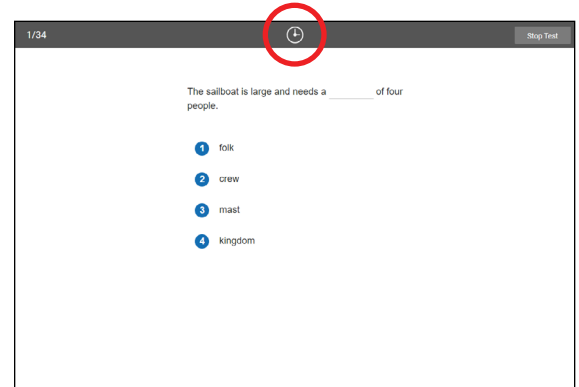 1/34
Stop Test
The sailboat is large and needs a ________ of four
people.
1 folk
2 crew
3 mast
4 kingdom